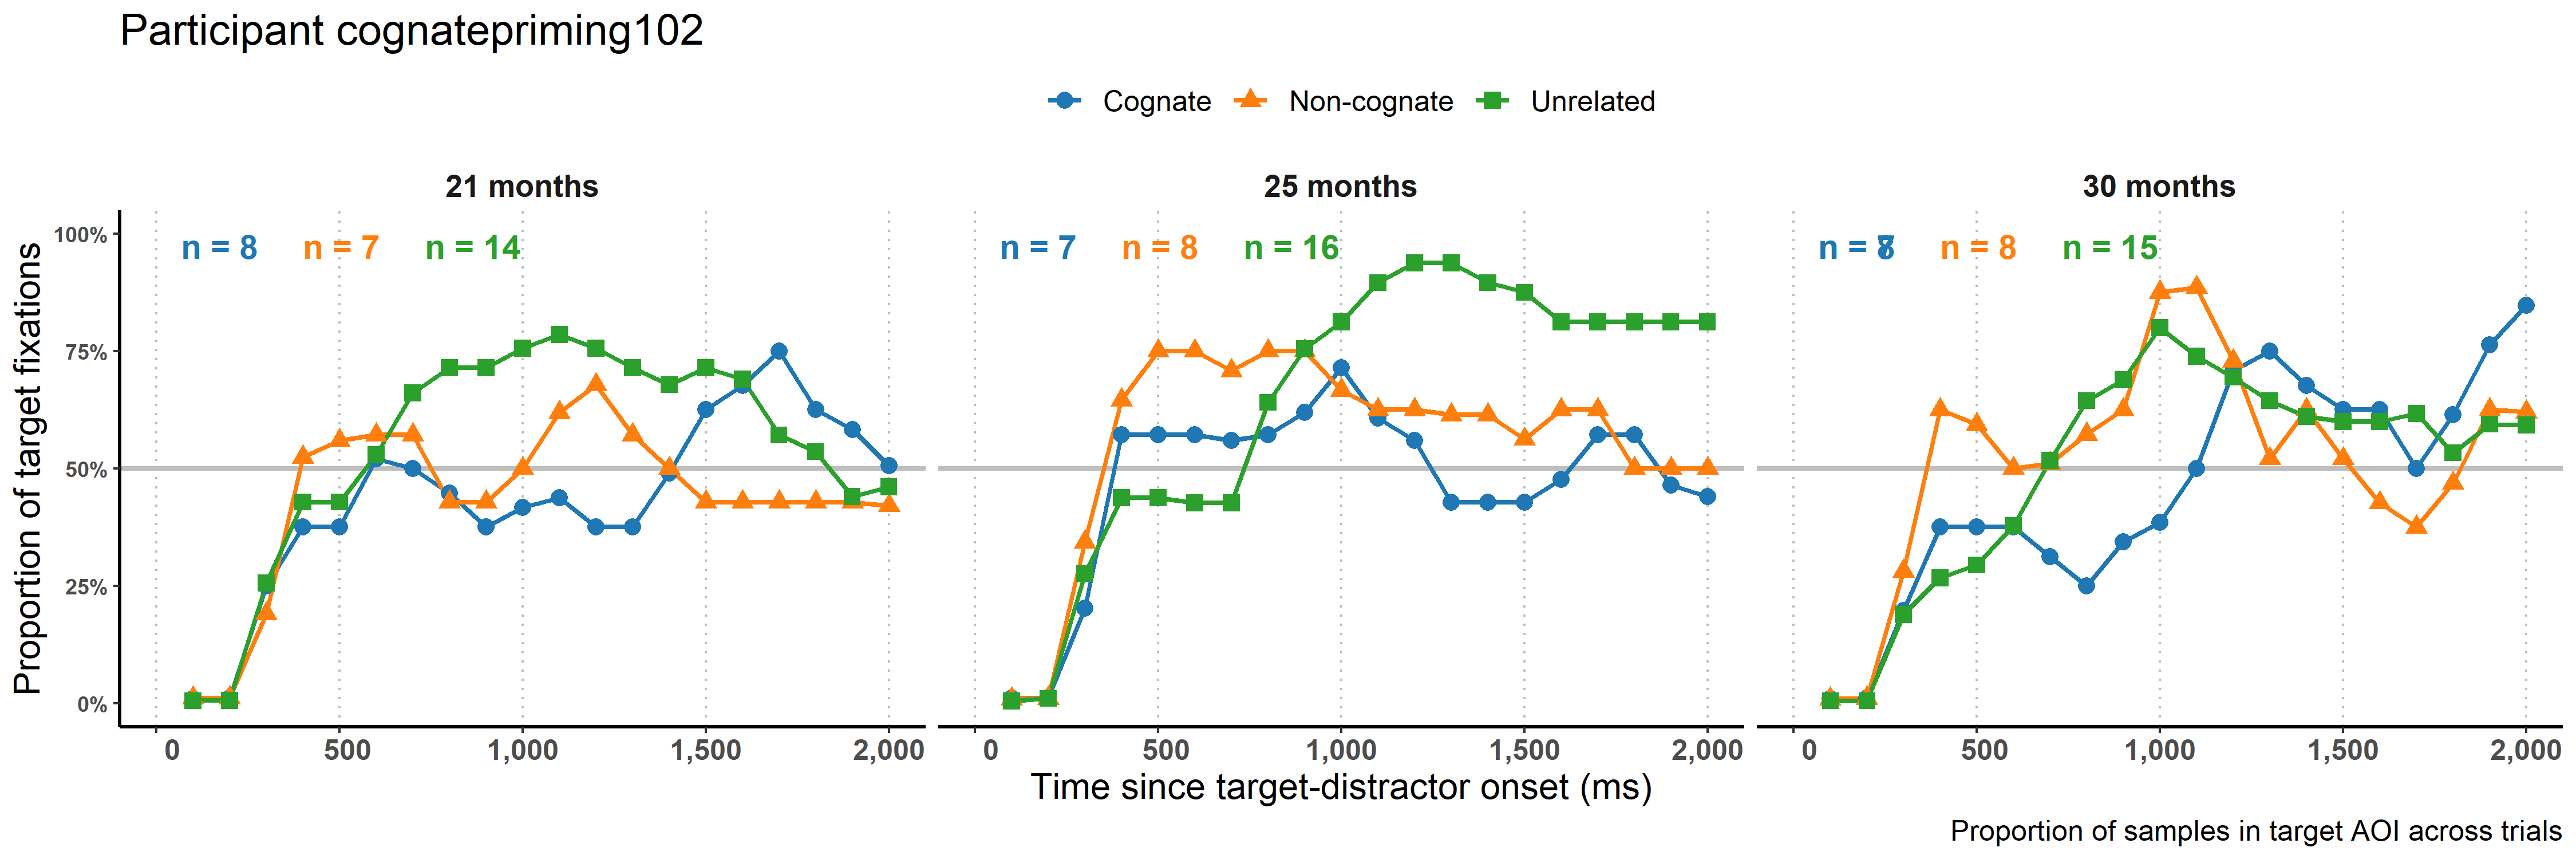 Participant cognatepriming102
Cognate Non-cognate Unrelated
21 months
25 months
30 months
n = 8 n = 7 n = 14
n = 7 n = 8 n = 16
n = n = 8 n = 15
Proportion of target fixations
100%
75%
50%
25%
0%
0 500 1,000 1,500 2,000
0 500 1,000 1,500 2,000
0 500 1,000 1,500 2,000
Time since target-distractor onset (ms)
Proportion of samples in target AOI across trials